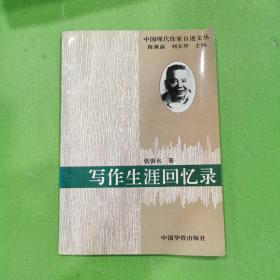 中国现代作家自述文丛
陈漱渝 刘天华 主编
张恨水 著
写作生涯回忆录
中国华侨出版社